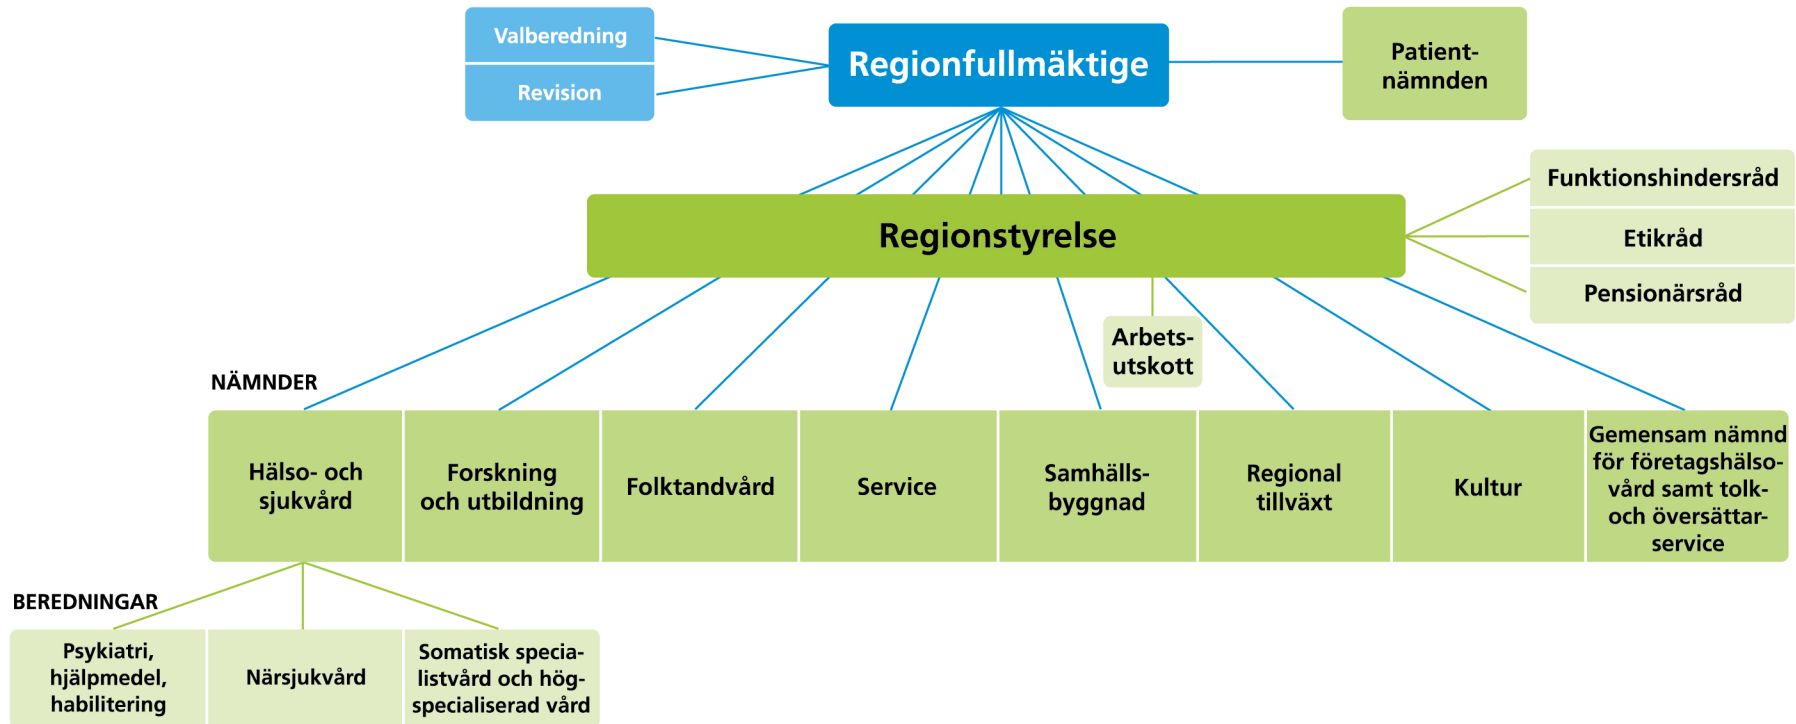 Valberedning
Revision
Regionfullmäktige
Patient-
nämnden
Regionstyrelse
Funktionshindersråd
Etikråd
Pensionärsråd
Arbets-
utskott
NÄMNDER
Hälso- och
sjukvård
Forskning
och utbildning
Folktandvård
Service
Samhälls-
byggnad
Regional
tillväxt
Kultur
Gemensam nämnd
för företagshälso-
vård samt tolk-
och översättar-
service
BEREDNINGAR
Psykiatri,
hjälpmedel,
habilitering
Närsjukvård
Somatisk specia-
listvård och hög-
specialiserad vård